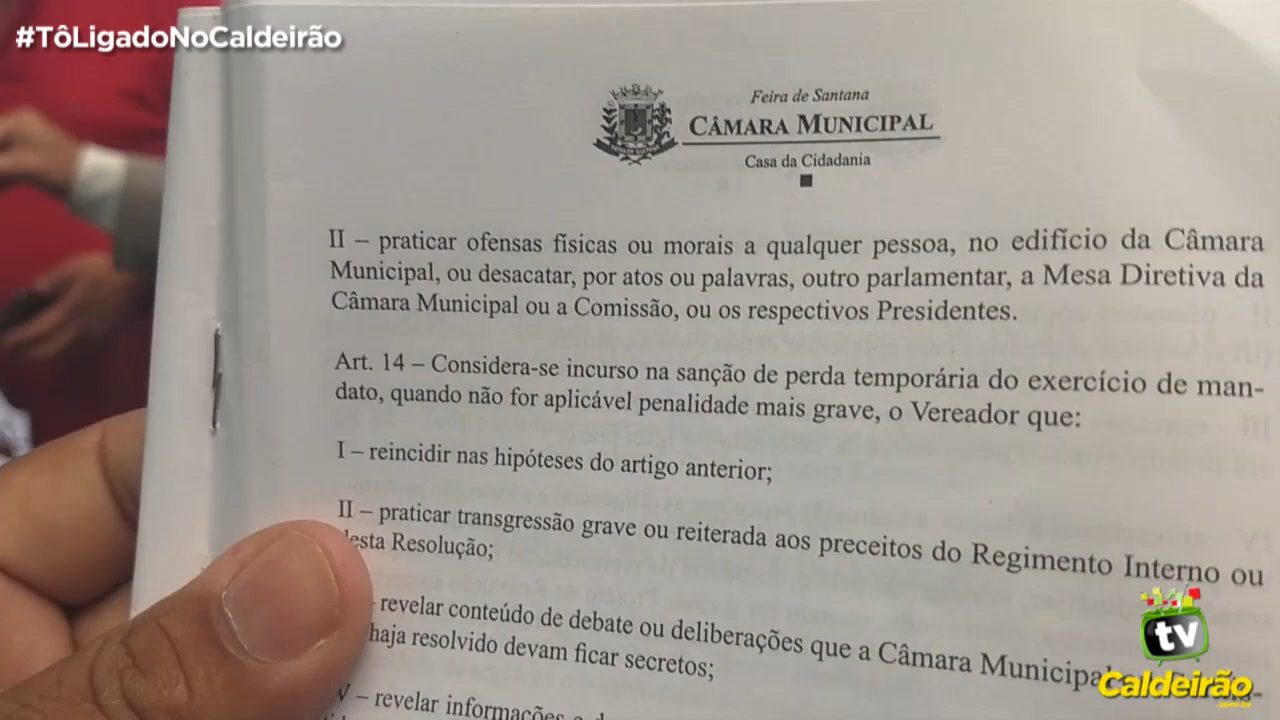 #TôLigadoNoCaldeirão
Feira de Santana
CÂMARA MUNICIPAL
Casa da Cidadania
II – praticar ofensas físicas ou morais a qualquer pessoa, no edifício da Câmara
Municipal, ou desacatar, por atos ou palavras, outro parlamentar, a Mesa Diretiva da
Câmara Municipal ou a Comissão, ou os respectivos Presidentes.
Art. 14 – Considera-se incurso na sanção de perda temporária do exercício de man-
dato, quando não for aplicável penalidade mais grave, o Vereador que:
I – reincidir nas hipóteses do artigo anterior;
II – praticar transgressão grave ou reiterada aos preceitos do Regimento Interno ou
desta Resolução;
revelar conteúdo de debate ou deliberações que a Câmara Municipal
haja resolvido devam ficar secretos;
V – revelar informações
tv
Caldeirão
.com.br